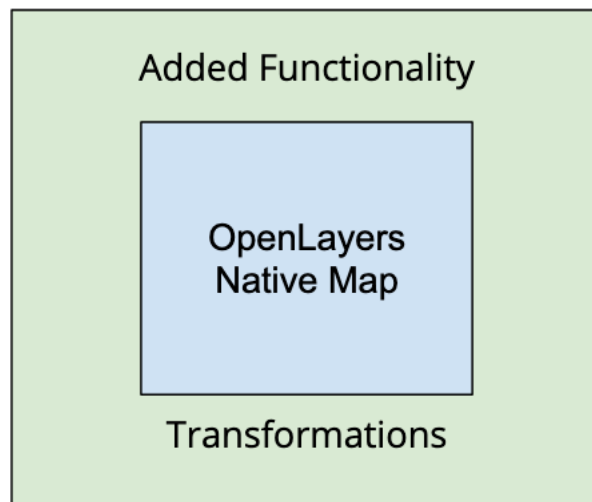 Added Functionality
OpenLayers
Native Map
Transformations